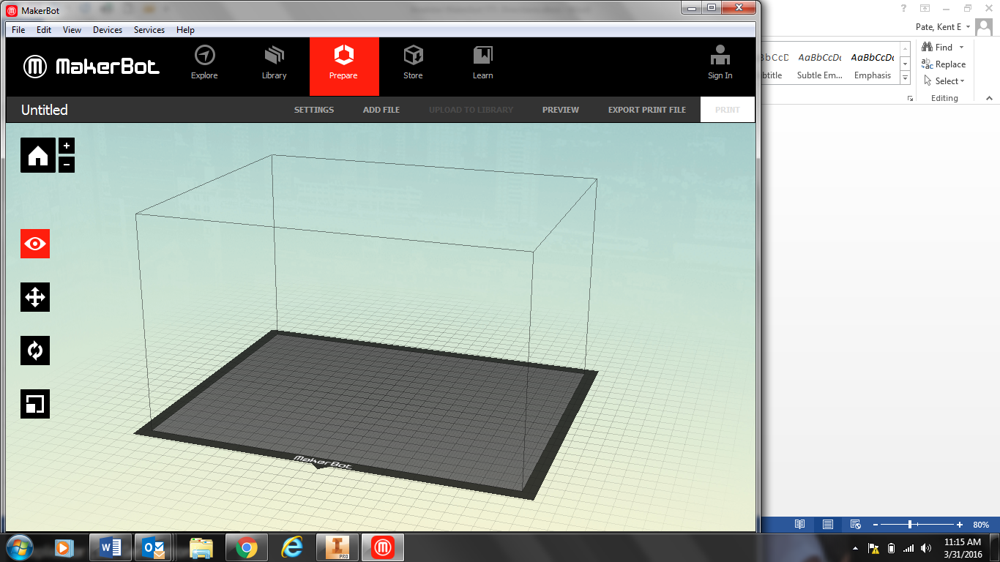 MakerBot
File Edit View Devices Services Help
MakerBot
Explore Library Prepare Store Learn Sign In
Untitled SETTINGS ADD FILE UPLOAD TO LIBRARY PREVIEW EXPORT PRINT FILE PRINT
+
-
MakerBot
Pate, Kent E
BbCcD AaBbCcDc AaBbCcDc
btitle Subtle Em... Emphasis
Find
Replace
Select
Editing
80%
PRO
11:15 AM
3/31/2016